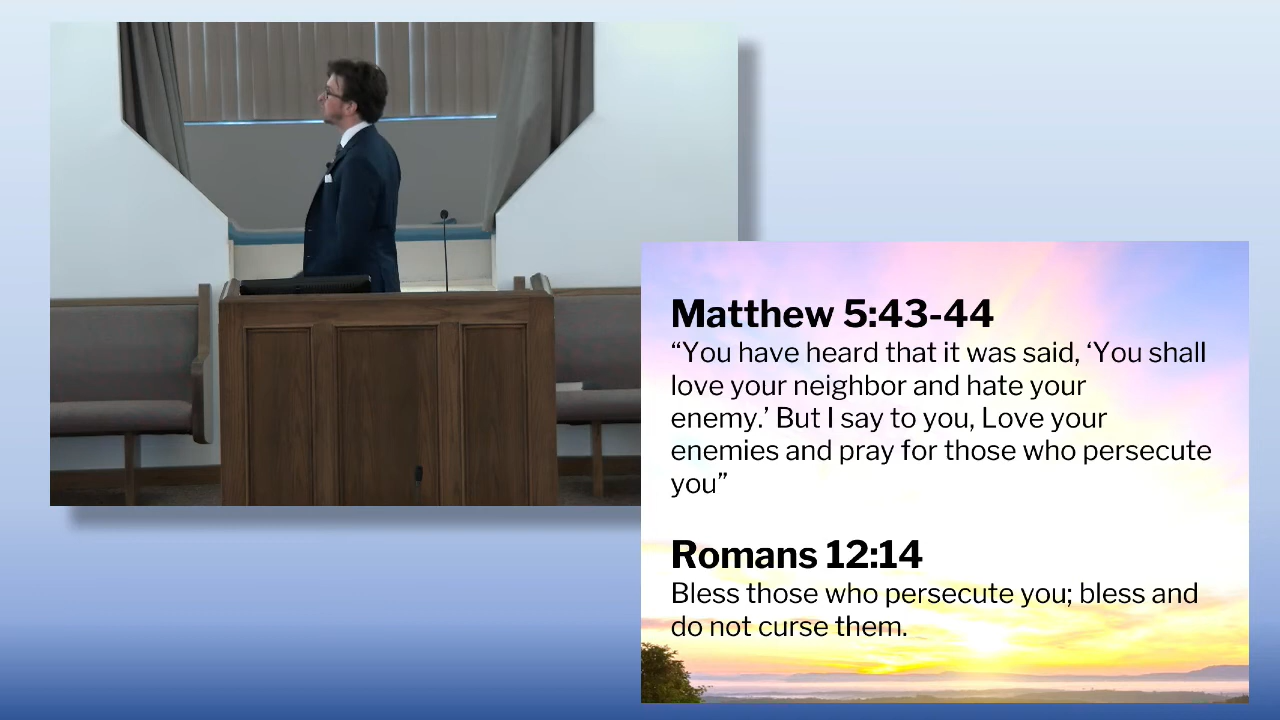 Matthew 5:43-44
“You have heard that it was said, ‘You shall
love your neighbor and hate your
enemy.’ But I say to you, Love your
enemies and pray for those who persecute
you”
Romans 12:14
Bless those who persecute you; bless and
do not curse them.